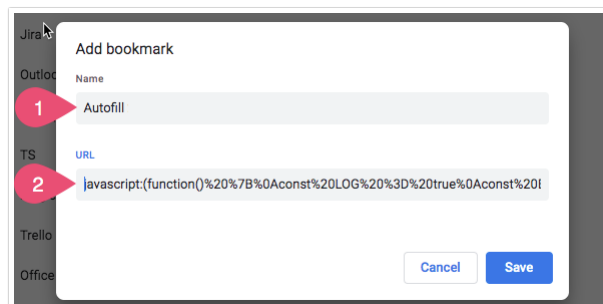 Jira
Add bookmark
Outloo
Name
1
Autofill
TS
URL
2
javascript:(function()%20%7B%0Aconst%20LOG%20%3D%20true%0Aconst%20
Trello
Office
Cancel
Save